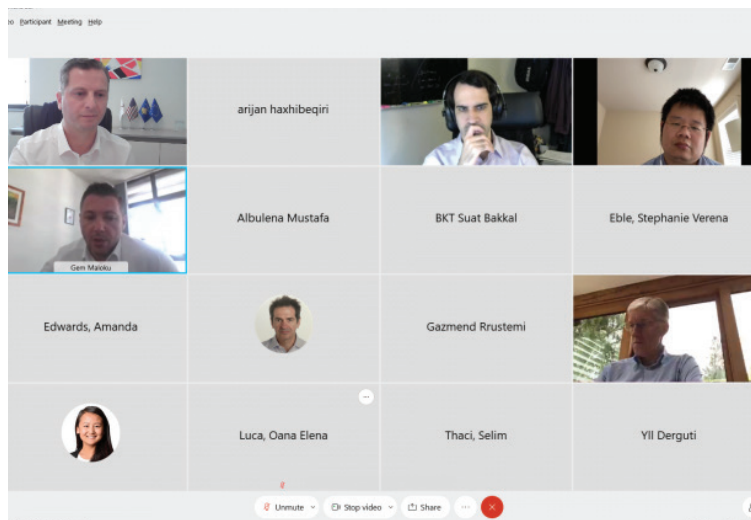 Participant Meeting Help
arijan haxhibeqiri
Gem Maloku
Albulena Mustafa
BKT Suat Bakkal
Eble, Stephanie Verena
Edwards, Amanda
Gazmend Rrustemi
Luca, Oana Elena
Thaci, Selim
Yll Derguti
Unmute
Stop video
Share